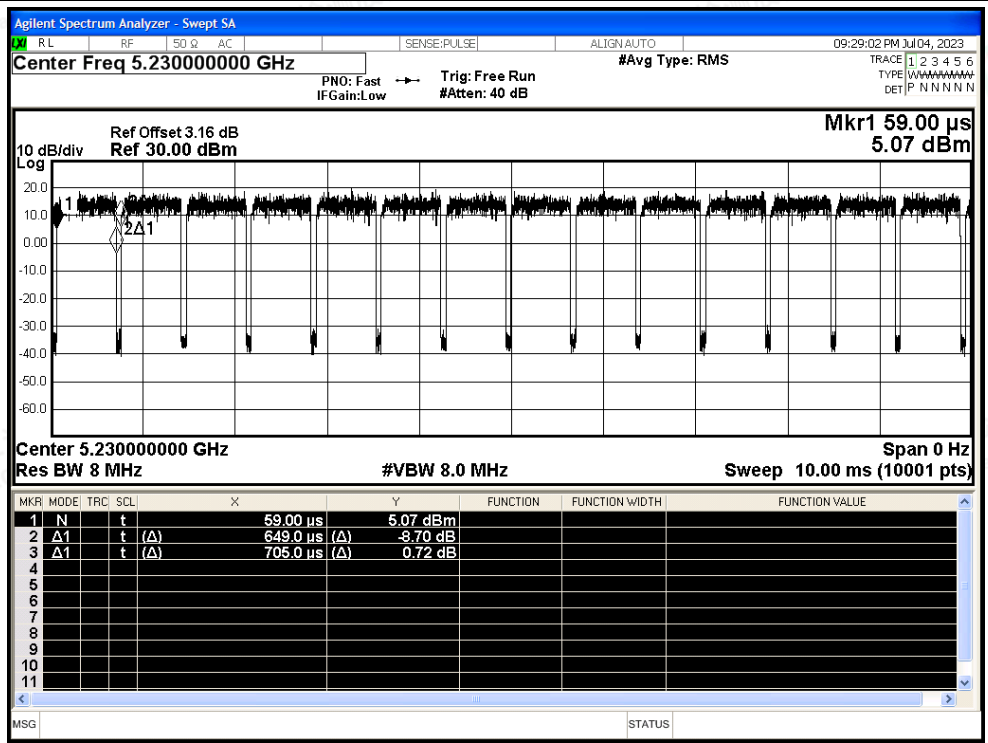 Agilent Spectrum Analyzer - Swept SA
LXI RL RF 50 Ω AC SENSE:PULSE ALIGN AUTO 09:29:02 PM Jul 04, 2023
Center Freq 5.230000000 GHz #Avg Type: RMS TRACE 1 2 3 4 5 6
PNO: Fast Trig: Free Run TYPE WWWWWW
IFGain:Low #Atten: 40 dB DET P N N N N N
Mkr1 59.00 µs
5.07 dBm
Ref Offset 3.16 dB
10 dB/div Ref 30.00 dBm
Log
20.0
1
10.0
2Δ1
0.00
-10.0
-20.0
-30.0
-40.0
-50.0
-60.0
Center 5.230000000 GHz Span 0 Hz
Res BW 8 MHz #VBW 8.0 MHz Sweep 10.00 ms (10001 pts)
MKR MODE TRC SCL X Y FUNCTION FUNCTION WIDTH FUNCTION VALUE
1 N t 59.00 µs 5.07 dBm
2 Δ1 t (Δ) 649.0 µs (Δ) -8.70 dB
3 Δ1 t (Δ) 705.0 µs (Δ) 0.72 dB
4
5
6
7
8
9
10
11
MSG STATUS